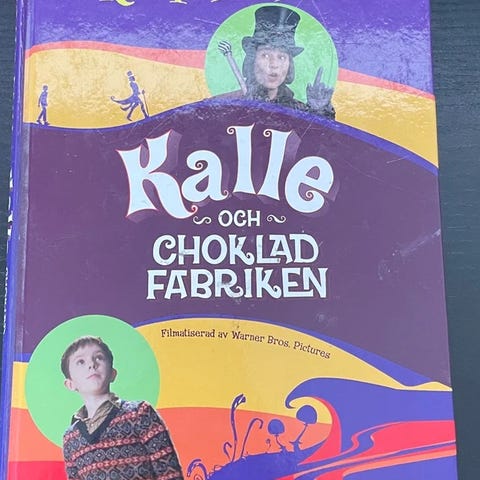 Kalle
OCH
CHOKLAD
FABRIKEN
Filmatiserad av Warner Bros. Pictures